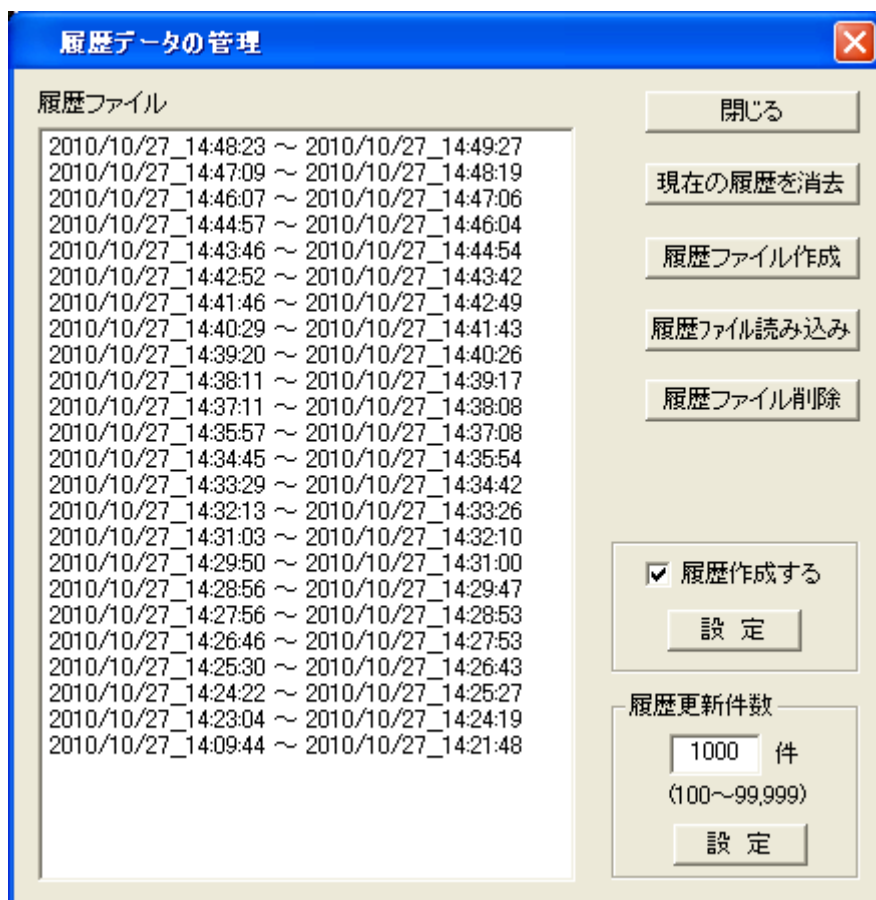 履歴データの管理
履歴ファイル
2010/10/27_14:48:23 ～ 2010/10/27_14:49:27
2010/10/27_14:47:09 ～ 2010/10/27_14:48:19
2010/10/27_14:46:07 ～ 2010/10/27_14:47:06
2010/10/27_14:44:57 ～ 2010/10/27_14:46:04
2010/10/27_14:43:46 ～ 2010/10/27_14:44:54
2010/10/27_14:42:52 ～ 2010/10/27_14:43:42
2010/10/27_14:41:46 ～ 2010/10/27_14:42:49
2010/10/27_14:40:29 ～ 2010/10/27_14:41:43
2010/10/27_14:39:20 ～ 2010/10/27_14:40:26
2010/10/27_14:38:11 ～ 2010/10/27_14:39:17
2010/10/27_14:37:11 ～ 2010/10/27_14:38:08
2010/10/27_14:35:57 ～ 2010/10/27_14:37:08
2010/10/27_14:34:45 ～ 2010/10/27_14:35:54
2010/10/27_14:33:29 ～ 2010/10/27_14:34:42
2010/10/27_14:32:13 ～ 2010/10/27_14:33:26
2010/10/27_14:31:03 ～ 2010/10/27_14:32:10
2010/10/27_14:29:50 ～ 2010/10/27_14:31:00
2010/10/27_14:28:56 ～ 2010/10/27_14:29:47
2010/10/27_14:27:56 ～ 2010/10/27_14:28:53
2010/10/27_14:26:46 ～ 2010/10/27_14:27:53
2010/10/27_14:25:30 ～ 2010/10/27_14:26:43
2010/10/27_14:24:22 ～ 2010/10/27_14:25:27
2010/10/27_14:23:04 ～ 2010/10/27_14:24:19
2010/10/27_14:09:44 ～ 2010/10/27_14:21:48
閉じる
現在の履歴を消去
履歴ファイル作成
履歴ﾌｧｲﾙ読み込み
履歴ファイル削除
履歴作成する
設 定
履歴更新件数
1000 件
(100～99,999)
設 定